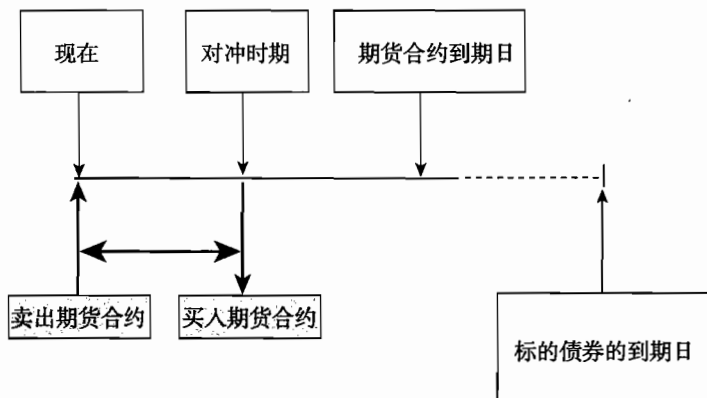 现在
对冲时期
期货合约到期日
卖出期货合约
买入期货合约
标的债券的到期日